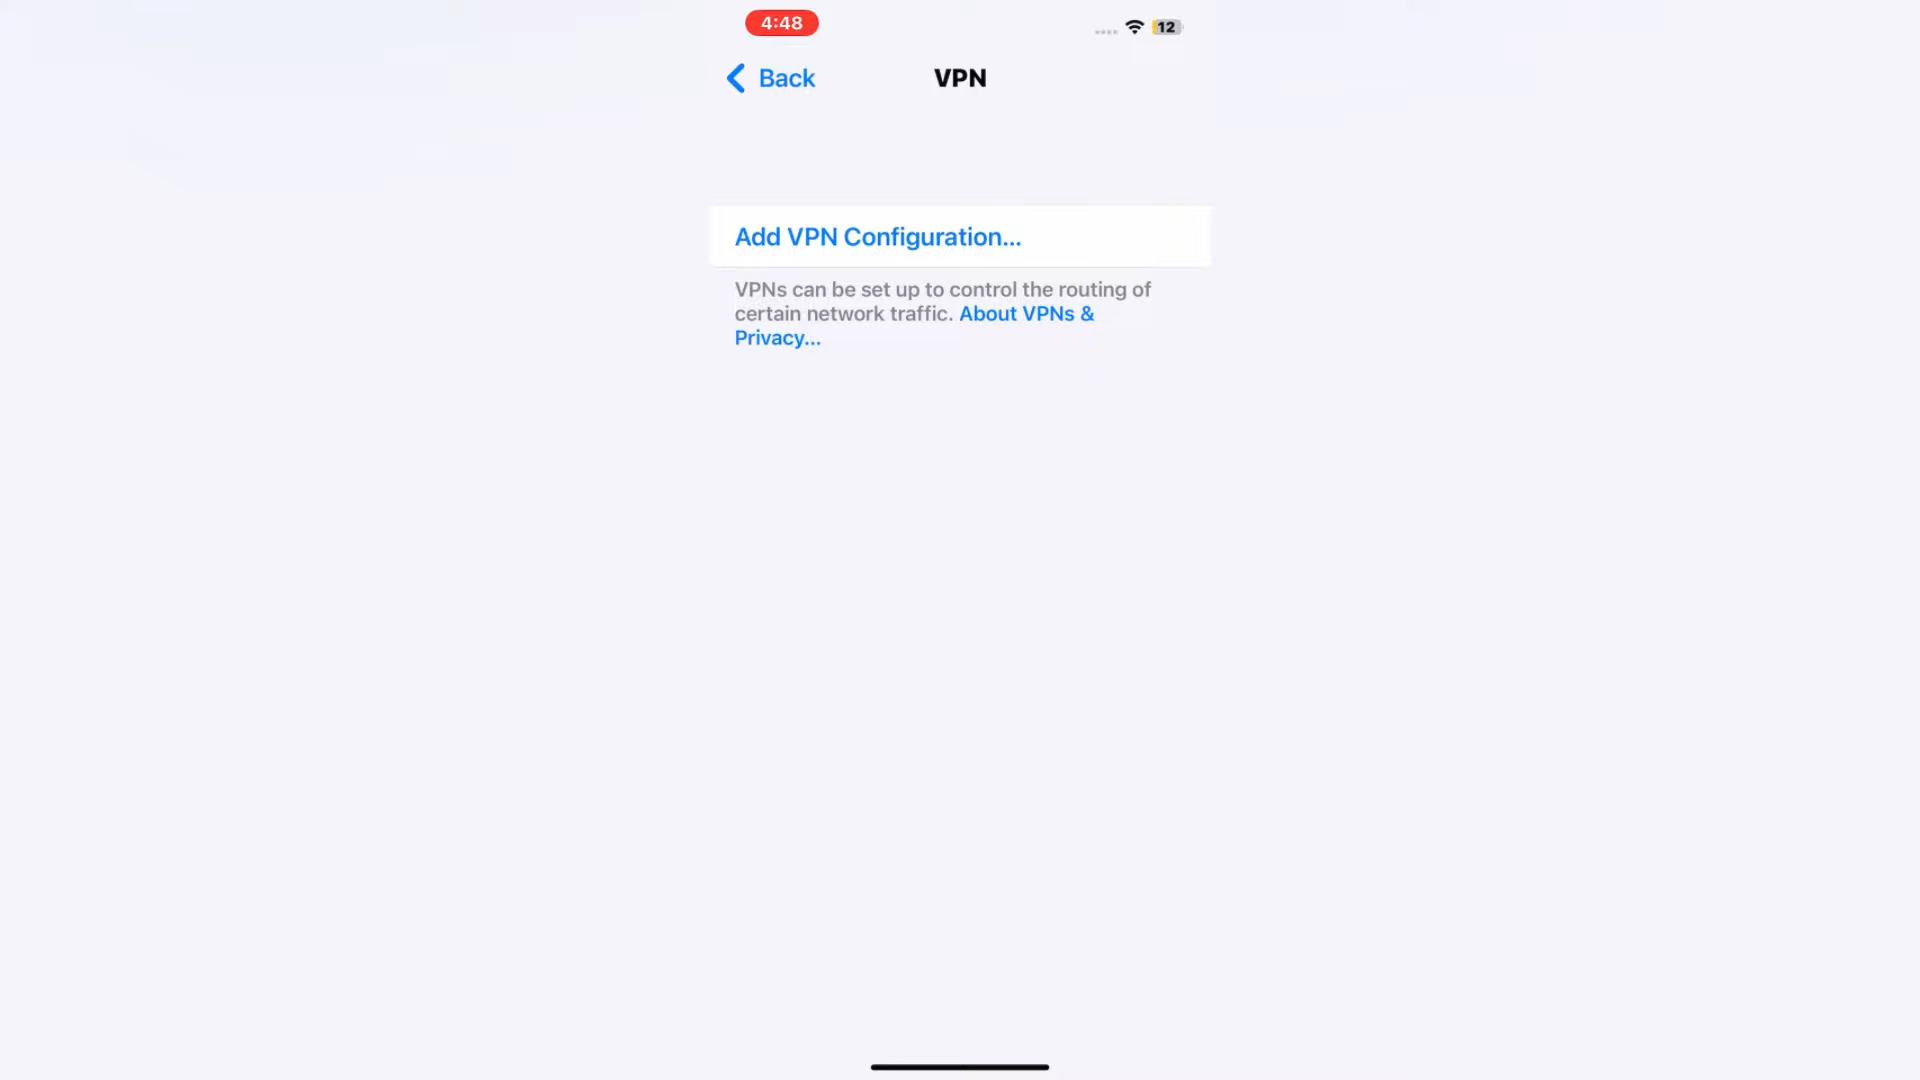 4:48
12
Back
VPN
Add VPN Configuration...
VPNs can be set up to control the routing of
certain network traffic. About VPNs &
Privacy...